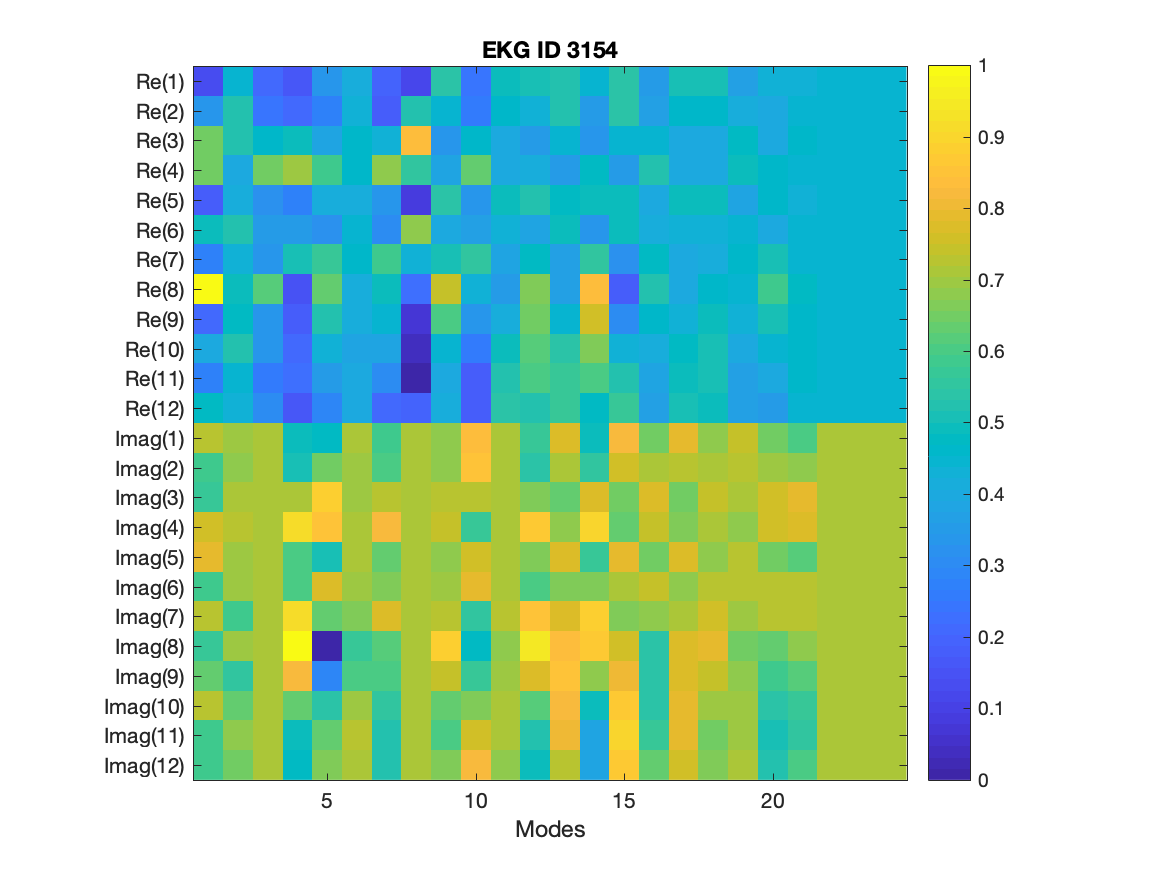 EKG ID 3154
Re(1)
Re(2)
Re(3)
Re(4)
Re(5)
Re(6)
Re(7)
Re(8)
Re(9)
Re(10)
Re(11)
Re(12)
Imag(1)
Imag(2)
Imag(3)
Imag(4)
Imag(5)
Imag(6)
Imag(7)
Imag(8)
Imag(9)
Imag(10)
Imag(11)
Imag(12)
5 10 15 20
Modes
1
0.9
0.8
0.7
0.6
0.5
0.4
0.3
0.2
0.1
0